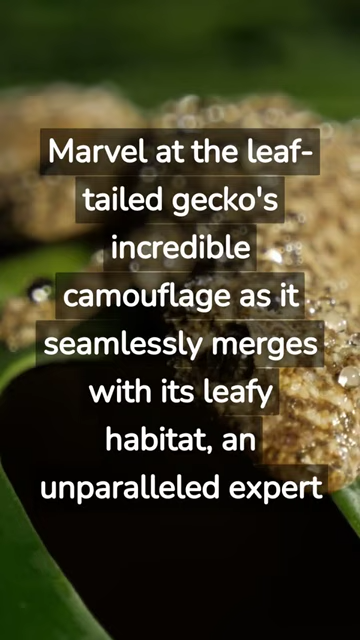 Marvel at the leaf-
tailed gecko's
incredible
camouflage as it
seamlessly merges
with its leafy
habitat, an
unparalleled expert